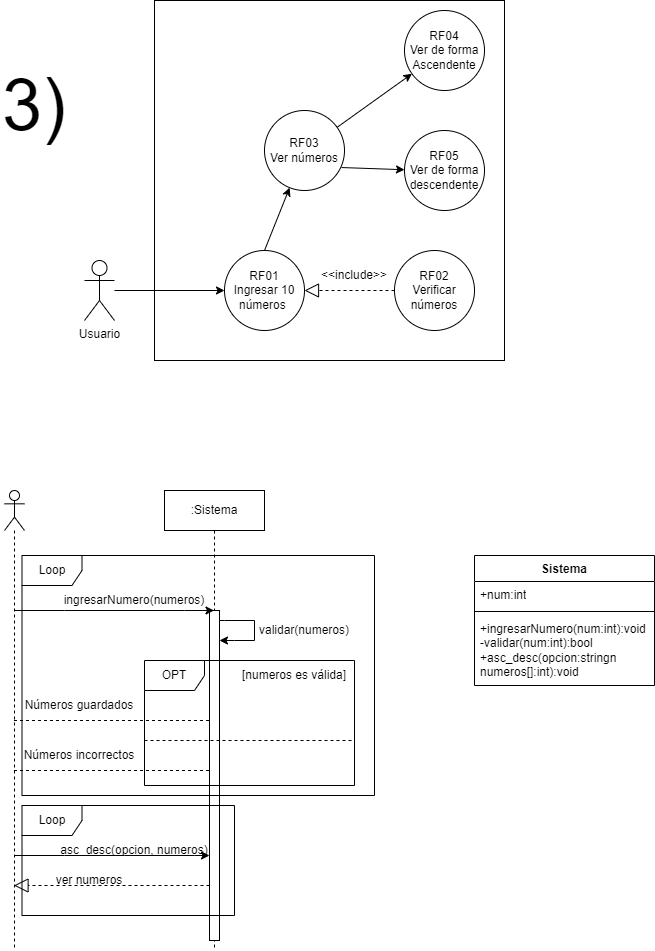 3)
RF04
Ver de forma
Ascendente
RF03
Ver números
RF05
Ver de forma
descendente
RF01
Ingresar 10
números
<<include>>
RF02
Verificar
números
Usuario
:Sistema
Loop
ingresarNumero(numeros)
validar(numeros)
OPT
[numeros es válida]
Números guardados
Números incorrectos
Loop
asc_desc(opcion, numeros)
ver numeros
Sistema
+num:int
+ingresarNumero(num:int):void
-validar(num:int):bool
+asc_desc(opcion:stringn
numeros[]:int):void